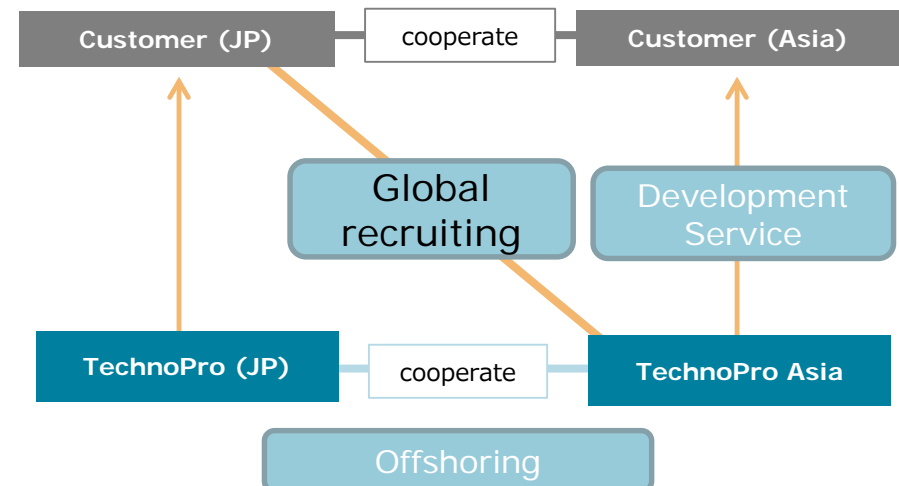 Customer (JP)
cooperate
Customer (Asia)
Global
recruiting
Development
Service
TechnoPro (JP)
cooperate
TechnoPro Asia
Offshoring